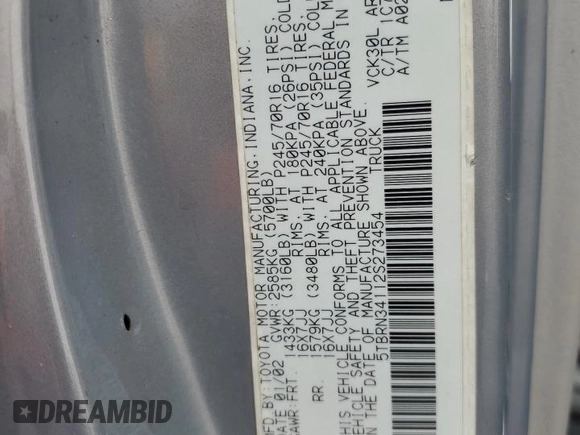 MFD.BY:TOYOTA MOTOR MANUFACTURING,INDIANA,INC.
DATE 01/02 GVWR:2585KG (5700LB)
GAWR FRT. 1433KG (3160LB) WITH P245/70R16 TIRES,
16X7JJ RIMS, AT 180KPA (26PSI) COLD
RR. 1579KG (3480LB) WITH P245/70R16 TIRES,
16X7JJ RIMS, AT 240KPA (35PSI) COLD
THIS VEHICLE CONFORMS TO ALL APPLICABLE FEDERAL M
VEHICLE SAFETY AND THEFT PREVENTION STANDARDS IN
ON THE DATE OF MANUFACTURE SHOWN ABOVE.
5TBRN34112S273454 TRUCK
VCK30L AR
C/TR 1C7
A/TM A02
DREAMBID